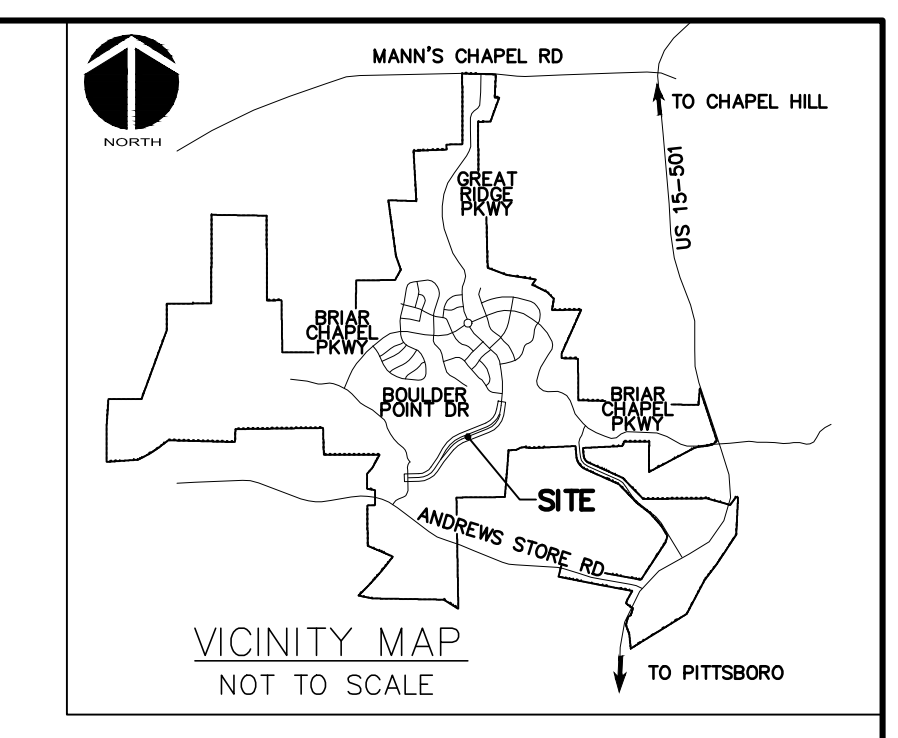 MANN'S CHAPEL RD
NORTH
TO CHAPEL HILL
US 15-501
GREAT
RIDGE
PKWY
BRIAR
CHAPEL
PKWY
BOULDER
POINT DR
BRIAR
CHAPEL
PKWY
SITE
ANDREWS STORE RD
VICINITY MAP
NOT TO SCALE
TO PITTSBORO